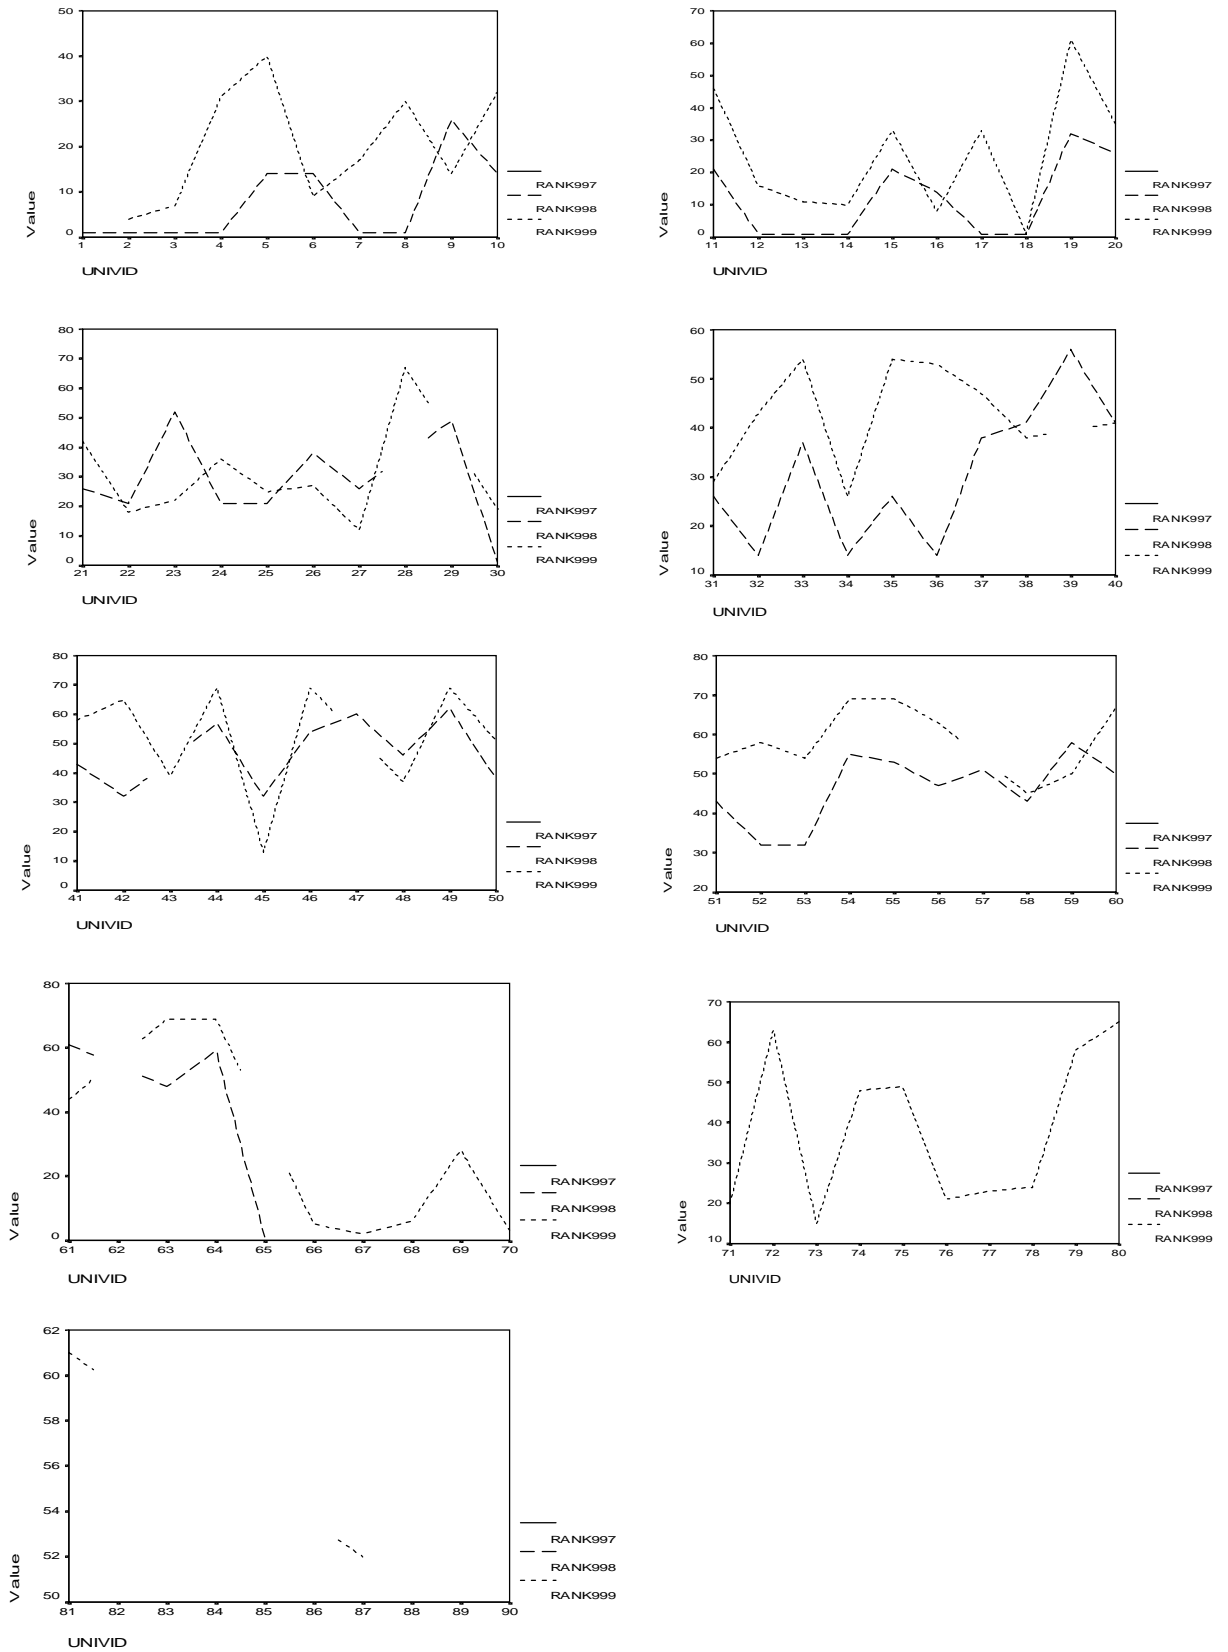 50
40
30
20
10
0
Value
1 2 3 4 5 6 7 8 9 10
UNIVID
RANK997
RANK998
RANK999
70
60
50
40
30
20
10
0
Value
11 12 13 14 15 16 17 18 19 20
UNIVID
RANK997
RANK998
RANK999
80
70
60
50
40
30
20
10
0
Value
21 22 23 24 25 26 27 28 29 30
UNIVID
RANK997
RANK998
RANK999
60
50
40
30
20
10
Value
31 32 33 34 35 36 37 38 39 40
UNIVID
RANK997
RANK998
RANK999
80
70
60
50
40
30
20
10
0
Value
41 42 43 44 45 46 47 48 49 50
UNIVID
RANK997
RANK998
RANK999
80
70
60
50
40
30
20
Value
51 52 53 54 55 56 57 58 59 60
UNIVID
RANK997
RANK998
RANK999
80
60
40
20
0
Value
61 62 63 64 65 66 67 68 69 70
UNIVID
RANK997
RANK998
RANK999
70
60
50
40
30
20
10
Value
71 72 73 74 75 76 77 78 79 80
UNIVID
RANK997
RANK998
RANK999
62
60
58
56
54
52
50
Value
81 82 83 84 85 86 87 88 89 90
UNIVID
RANK997
RANK998
RANK999